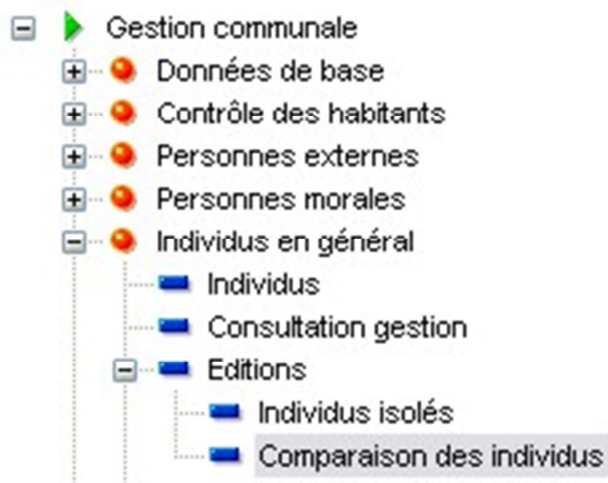 Gestion communale
Données de base
Contrôle des habitants
Personnes externes
Personnes morales
Individus en général
Individus
Consultation gestion
Editions
Individus isolés
Comparaison des individus